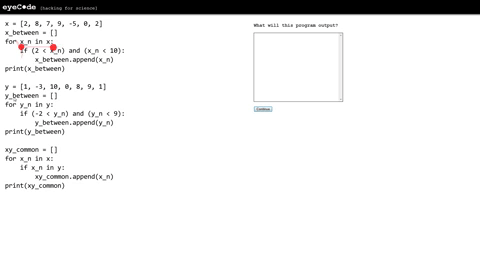 eyeCode [hacking for science]
x = [2, 8, 7, 9, -5, 0, 2]
x_between = []
for x_n in x:
    if (2 < x_n) and (x_n < 10):
        x_between.append(x_n)
print(x_between)
y = [1, -3, 10, 0, 8, 9, 1]
y_between = []
for y_n in y:
    if (-2 < y_n) and (y_n < 9):
        y_between.append(y_n)
print(y_between)
xy_common = []
for x_n in x:
    if x_n in y:
        xy_common.append(x_n)
print(xy_common)
What will this program output?
Continue